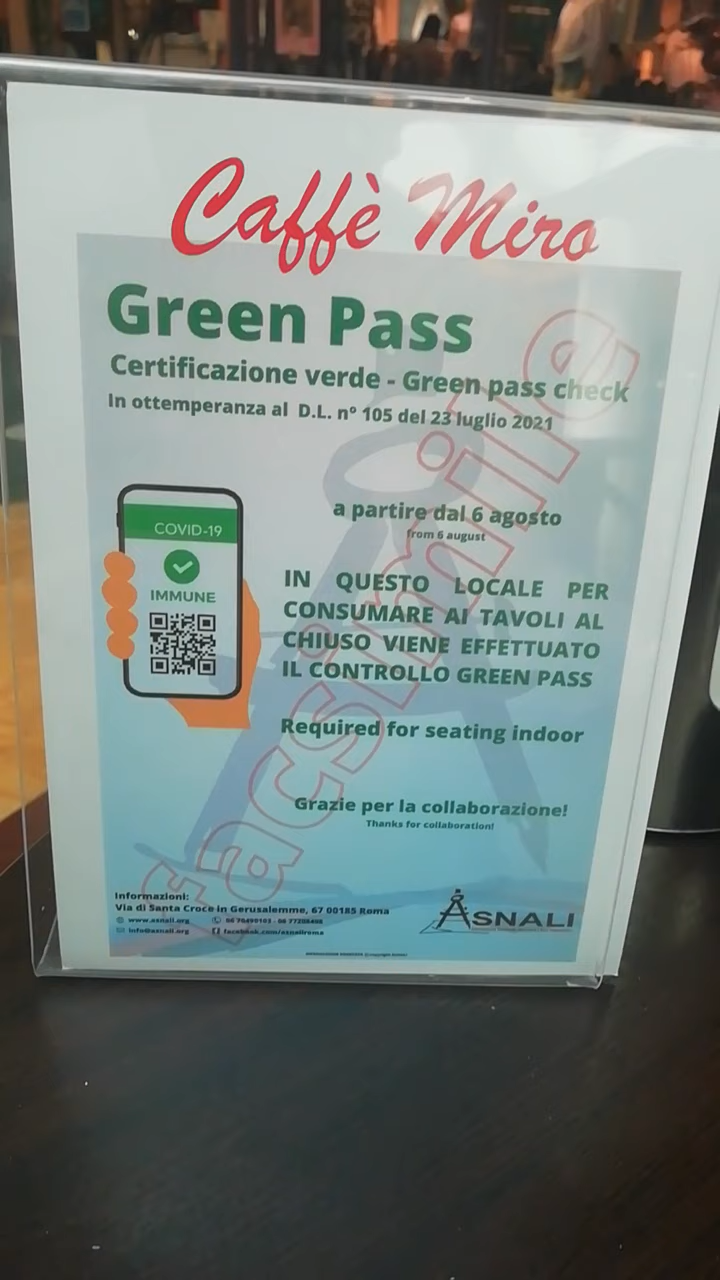 Caffè Miro
Green Pass
Certificazione verde - Green pass check
In ottemperanza al D.L. n° 105 del 23 luglio 2021
a partire dal 6 agosto
from 6 august
COVID-19
IMMUNE
IN QUESTO LOCALE PER
CONSUMARE AI TAVOLI AL
CHIUSO VIENE EFFETTUATO
IL CONTROLLO GREEN PASS
Required for seating indoor
Grazie per la collaborazione!
Thanks for collaboration!
facsimile
Informazioni:
Via di Santa Croce in Gerusalemme, 67 00185 Roma
www.asnali.org
info@asnali.org
facebook.com/asnaliroma
ASNALI